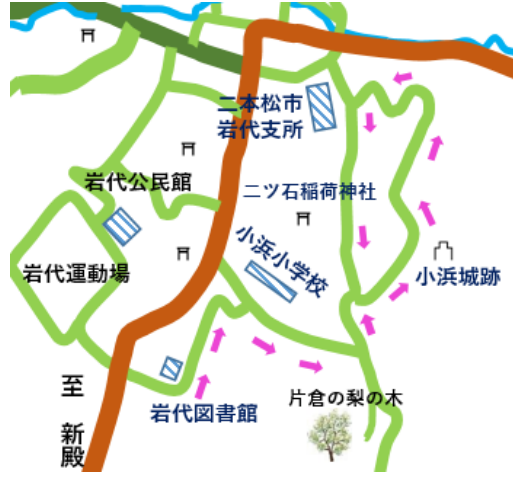 二本松市
岩代支所
岩代公民館
二ツ石稲荷神社
小浜小学校
岩代運動場
小浜城跡
至
新
殿
岩代図書館
片倉の梨の木